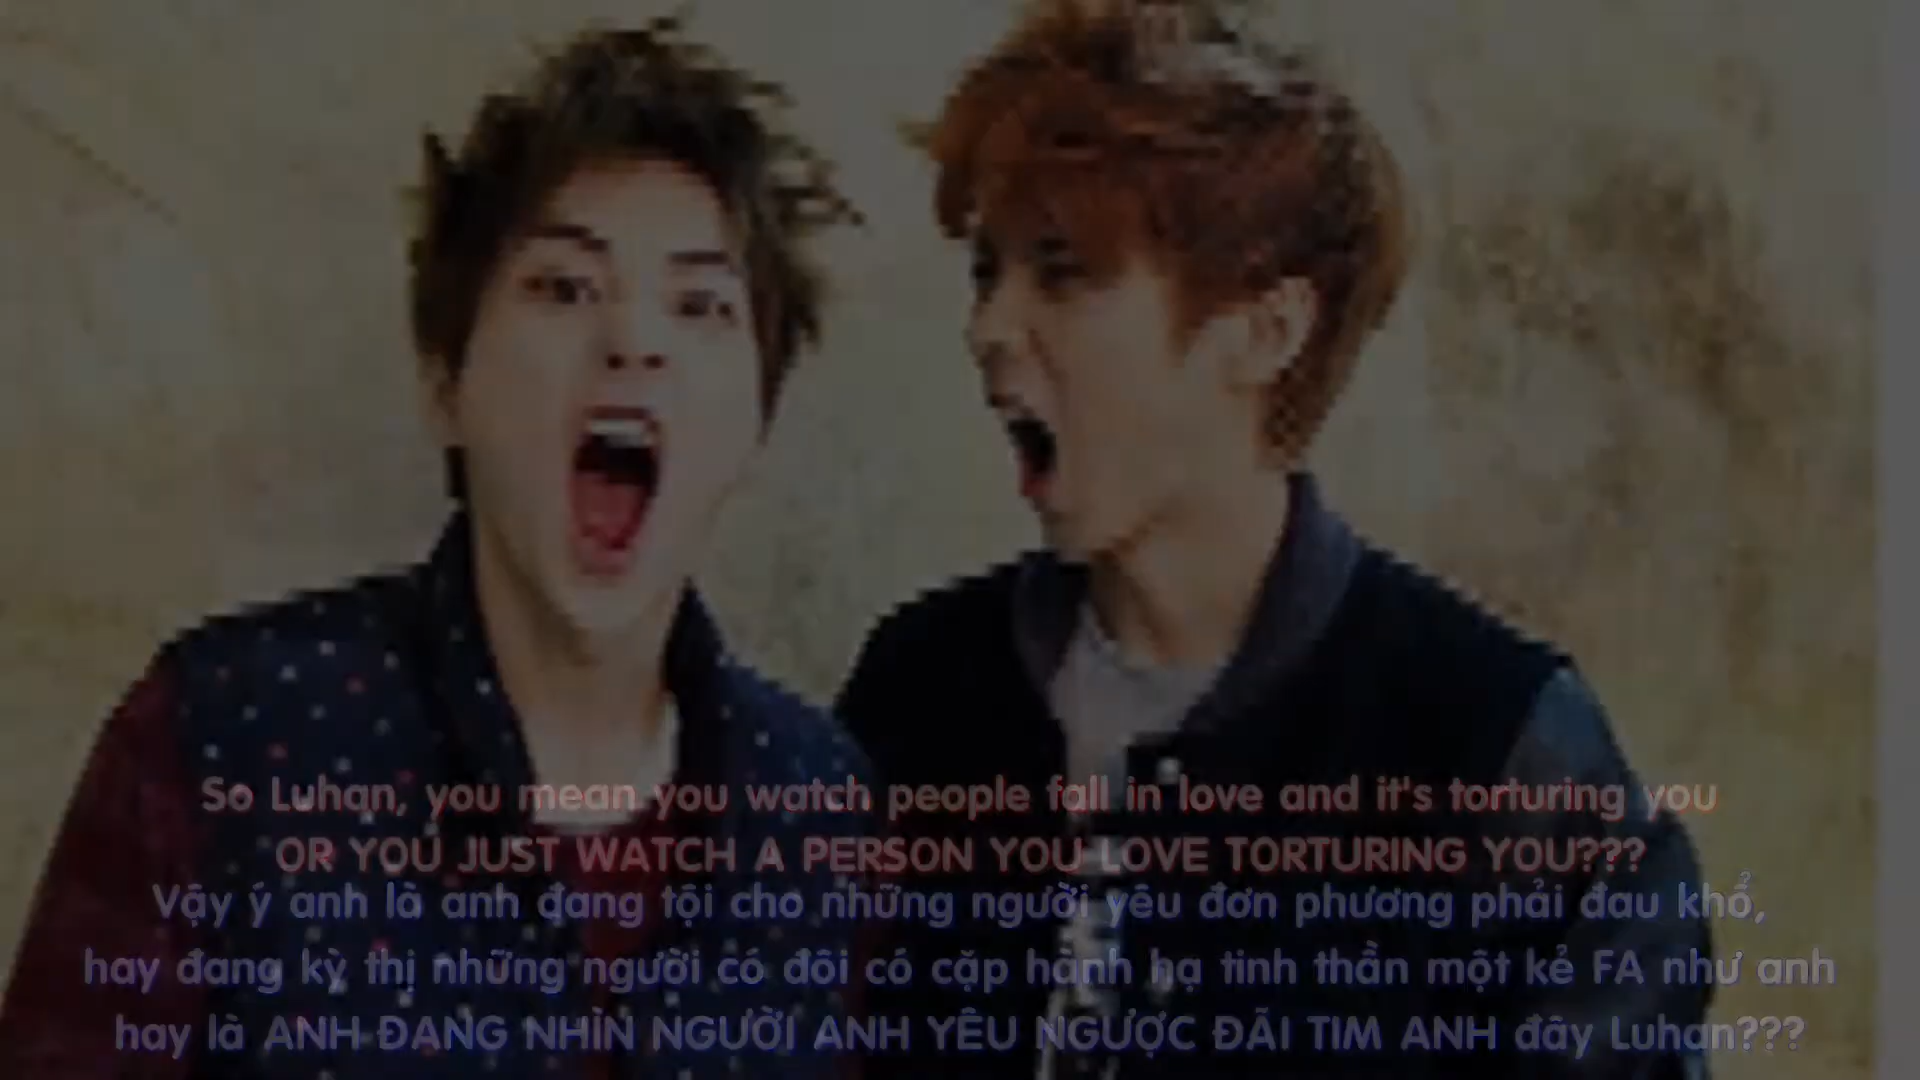 So Luhan, you mean you watch people fall in love and it's torturing you
OR YOU JUST WATCH A PERSON YOU LOVE TORTURING YOU???
Vậy ý anh là anh đang tội cho những người yêu đơn phương phải đau khổ,
hay đang kỳ thị những người có đôi có cặp hành hạ tinh thần một kẻ FA như anh
hay là ANH ĐANG NHÌN NGƯỜI ANH YÊU NGƯỢC ĐÃI TIM ANH đây Luhan???